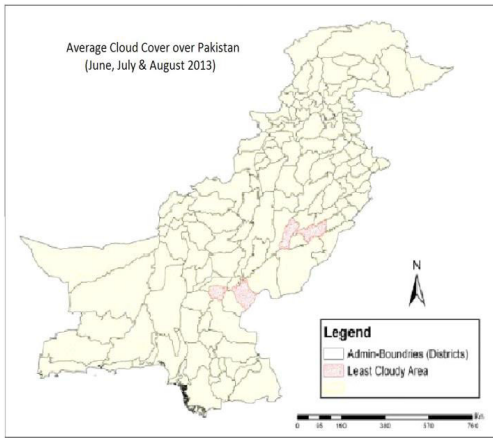 Average Cloud Cover over Pakistan
(June, July & August 2013)
N
Legend
Admin-Boundries (Districts)
Least Cloudy Area
0 95 190 380 570 760 Km